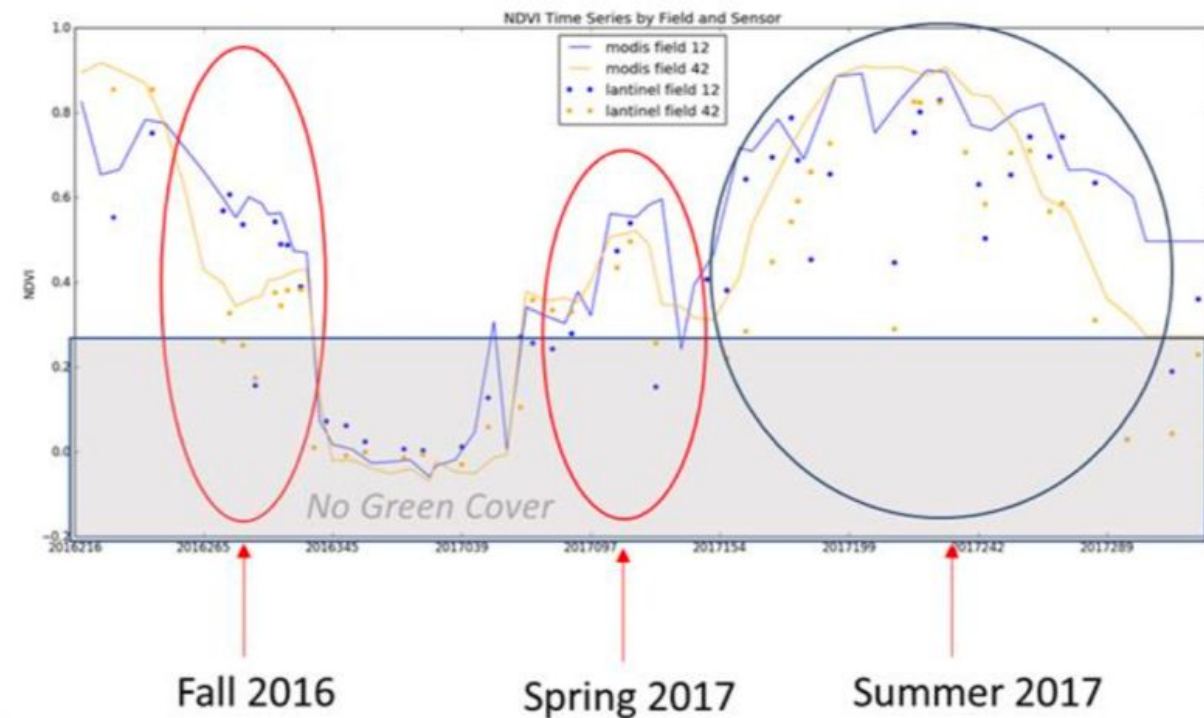 NDVI Time Series by Field and Sensor
modis field 12
modis field 42
lantinel field 12
lantinel field 42
1.0
0.8
0.6
0.4
0.2
0.0
−0.2
NDVI
No Green Cover
2016216 2016265 2016345 2017039 2017097 2017154 2017199 2017242 2017289
Fall 2016 Spring 2017 Summer 2017